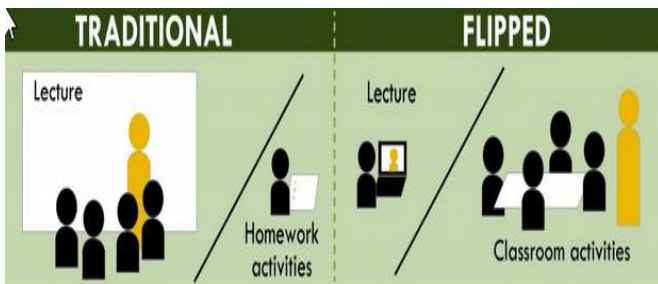 TRADITIONAL
Lecture
Homework
activities
FLIPPED
Lecture
Classroom activities